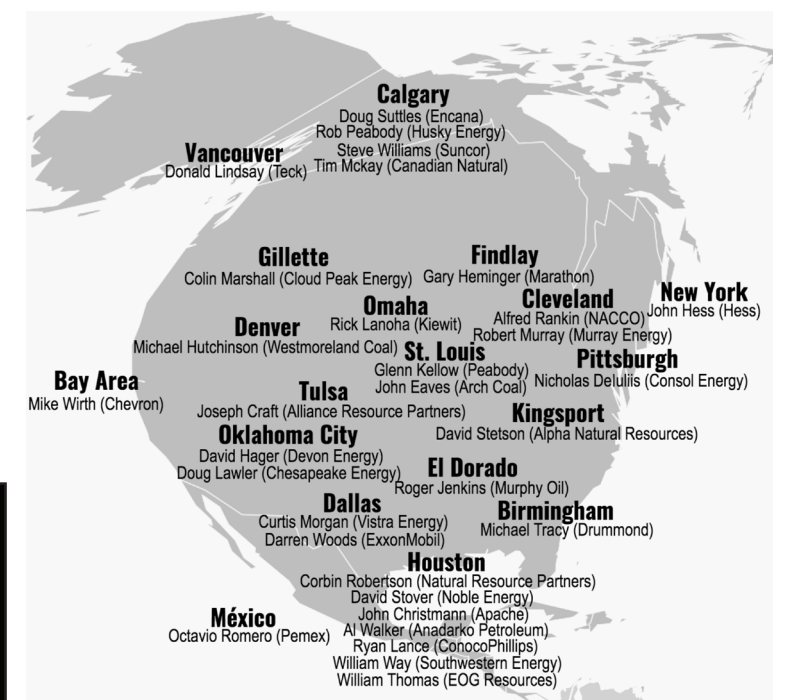 Calgary
Doug Suttles (Encana)
Rob Peabody (Husky Energy)
Steve Williams (Suncor)
Tim Mckay (Canadian Natural)
Vancouver
Donald Lindsay (Teck)
Gillette
Colin Marshall (Cloud Peak Energy)
Findlay
Gary Heminger (Marathon)
New York
John Hess (Hess)
Omaha
Rick Lanoha (Kiewit)
Cleveland
Alfred Rankin (NACCO)
Robert Murray (Murray Energy)
Denver
Michael Hutchinson (Westmoreland Coal)
St. Louis
Glenn Kellow (Peabody)
John Eaves (Arch Coal)
Pittsburgh
Nicholas Deluliis (Consol Energy)
Bay Area
Mike Wirth (Chevron)
Tulsa
Joseph Craft (Alliance Resource Partners)
Kingsport
David Stetson (Alpha Natural Resources)
Oklahoma City
David Hager (Devon Energy)
Doug Lawler (Chesapeake Energy)
El Dorado
Roger Jenkins (Murphy Oil)
Dallas
Curtis Morgan (Vistra Energy)
Darren Woods (ExxonMobil)
Birmingham
Michael Tracy (Drummond)
Houston
Corbin Robertson (Natural Resource Partners)
David Stover (Noble Energy)
John Christmann (Apache)
Al Walker (Anadarko Petroleum)
Ryan Lance (ConocoPhillips)
William Way (Southwestern Energy)
William Thomas (EOG Resources)
México
Octavio Romero (Pemex)